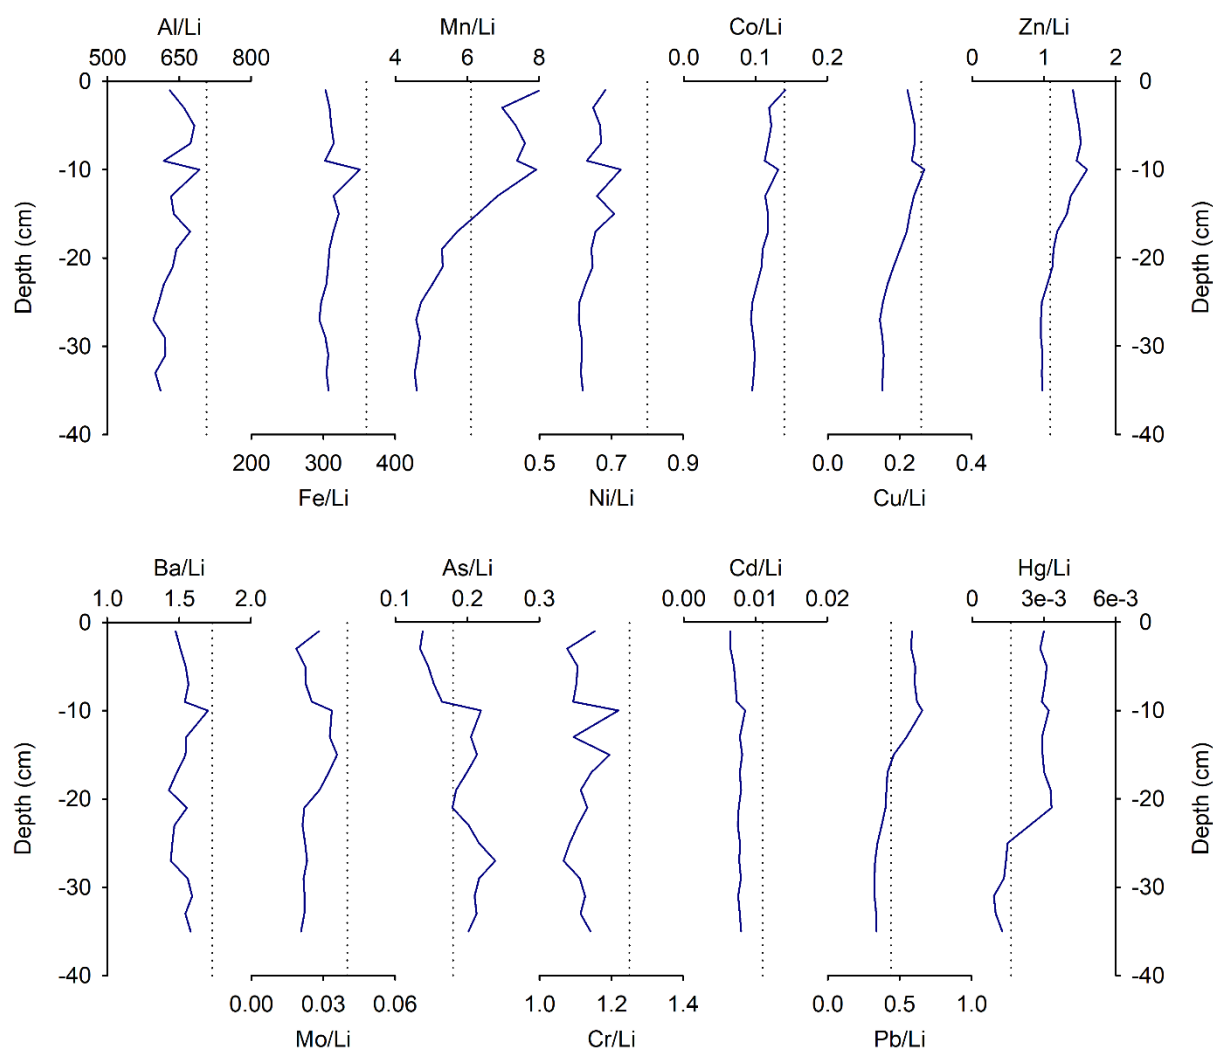 Al/Li Mn/Li Co/Li Zn/Li
500 650 800 4 6 8 0.0 0.1 0.2 0 1 2
0 0
-10 -10
-20 -20
-30 -30
-40 -40
Depth (cm) Depth (cm)
200 300 400 0.5 0.7 0.9 0.0 0.2 0.4
Fe/Li Ni/Li Cu/Li
Ba/Li As/Li Cd/Li Hg/Li
1.0 1.5 2.0 0.1 0.2 0.3 0.00 0.01 0.02 0 3e-3 6e-3
0 0
-10 -10
-20 -20
-30 -30
-40 -40
Depth (cm) Depth (cm)
0.00 0.03 0.06 1.0 1.2 1.4 0.0 0.5 1.0
Mo/Li Cr/Li Pb/Li